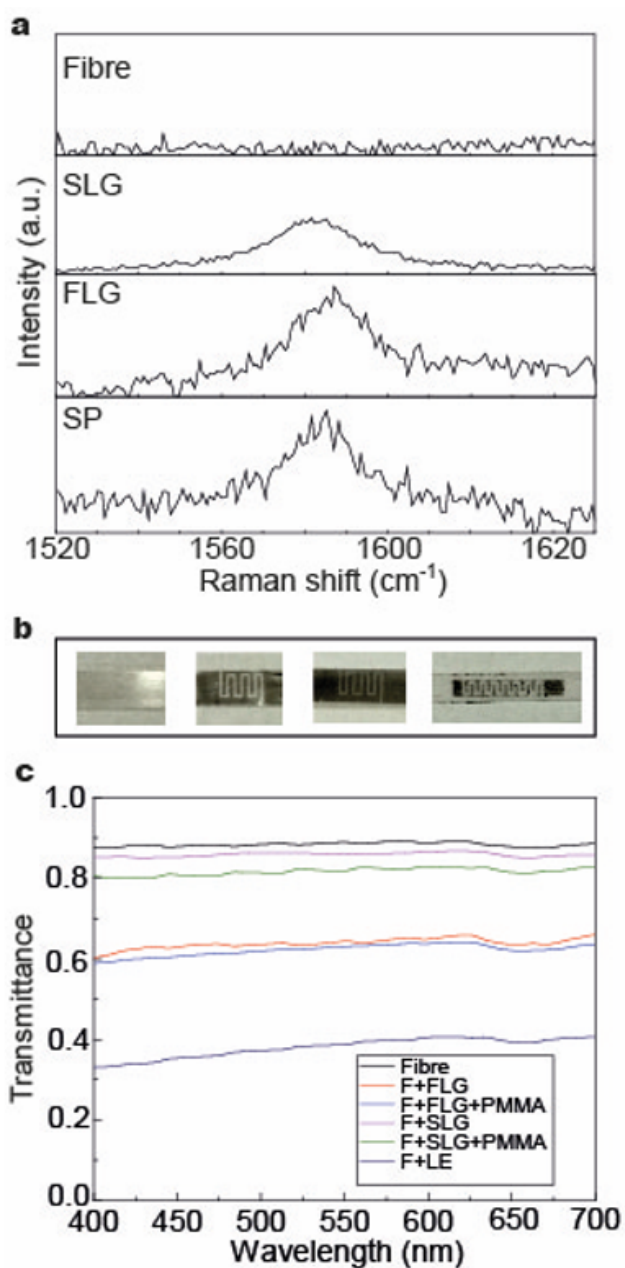 a
Fibre
SLG
FLG
SP
Intensity (a.u.)
1520 1560 1600 1620
Raman shift (cm-1)
b
c
1.0
0.8
0.6
0.4
0.2
0.0
Transmittance
Fibre
F+FLG
F+FLG+PMMA
F+SLG
F+SLG+PMMA
F+LE
400 450 500 550 600 650 700
Wavelength (nm)